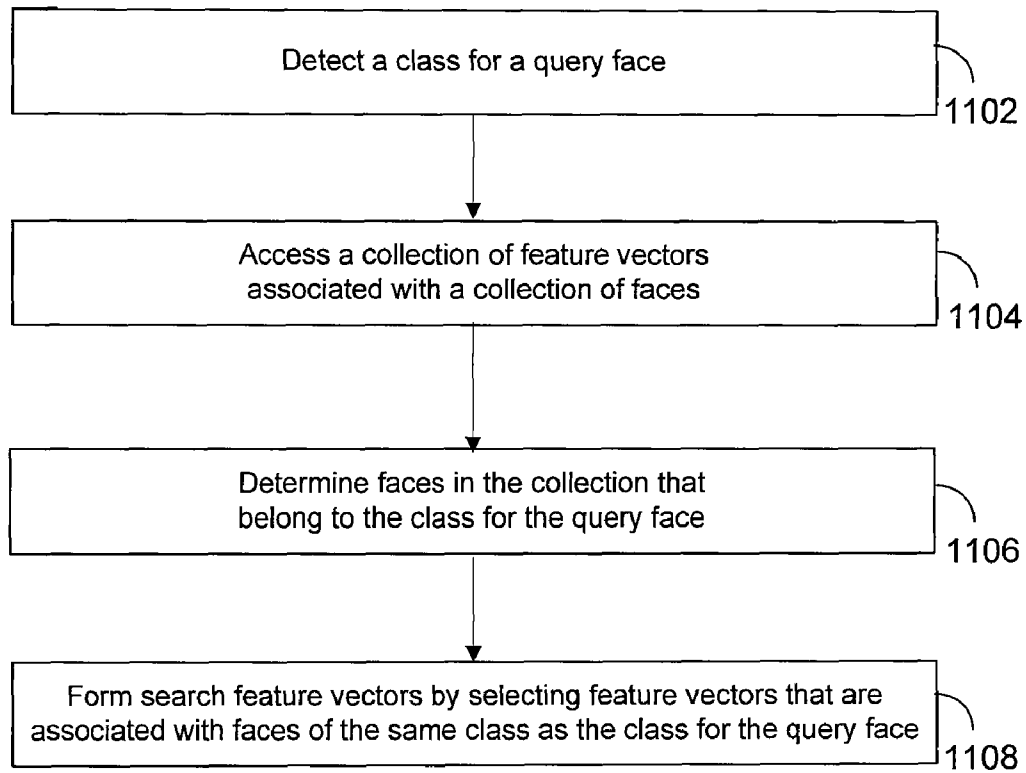 Detect a class for a query face
1102
Access a collection of feature vectors
associated with a collection of faces
1104
Determine faces in the collection that
belong to the class for the query face
1106
Form search feature vectors by selecting feature vectors that are
associated with faces of the same class as the class for the query face
1108